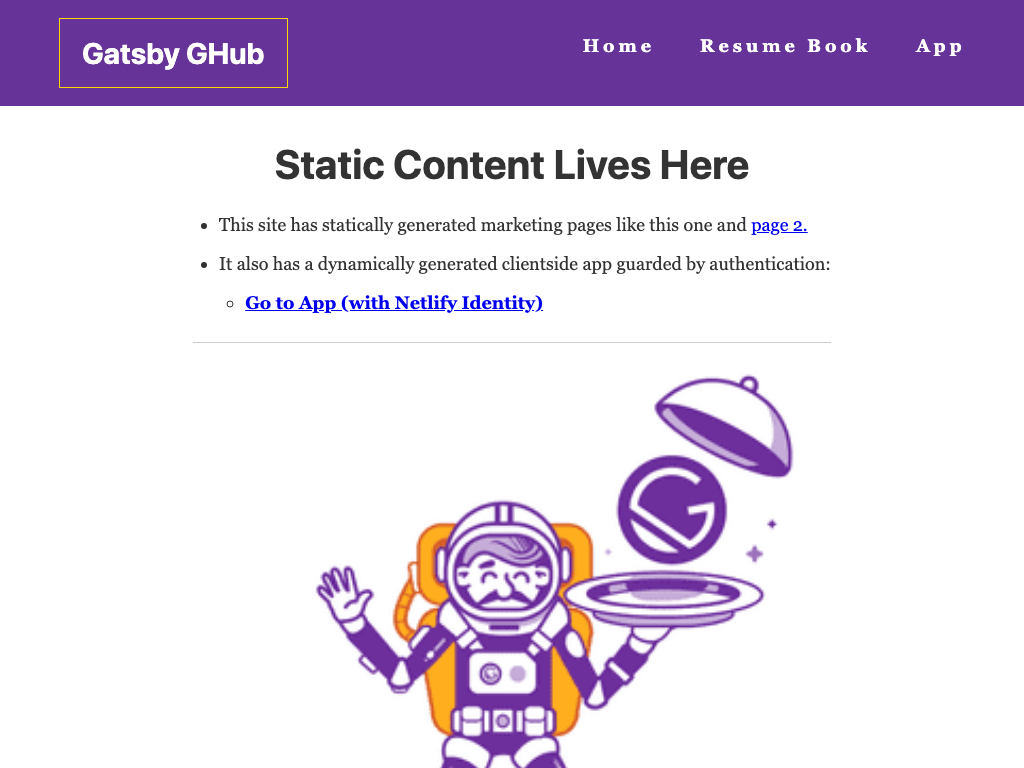 Gatsby GHub
Home Resume Book App
Static Content Lives Here
This site has statically generated marketing pages like this one and page 2.
It also has a dynamically generated clientside app guarded by authentication:
Go to App (with Netlify Identity)